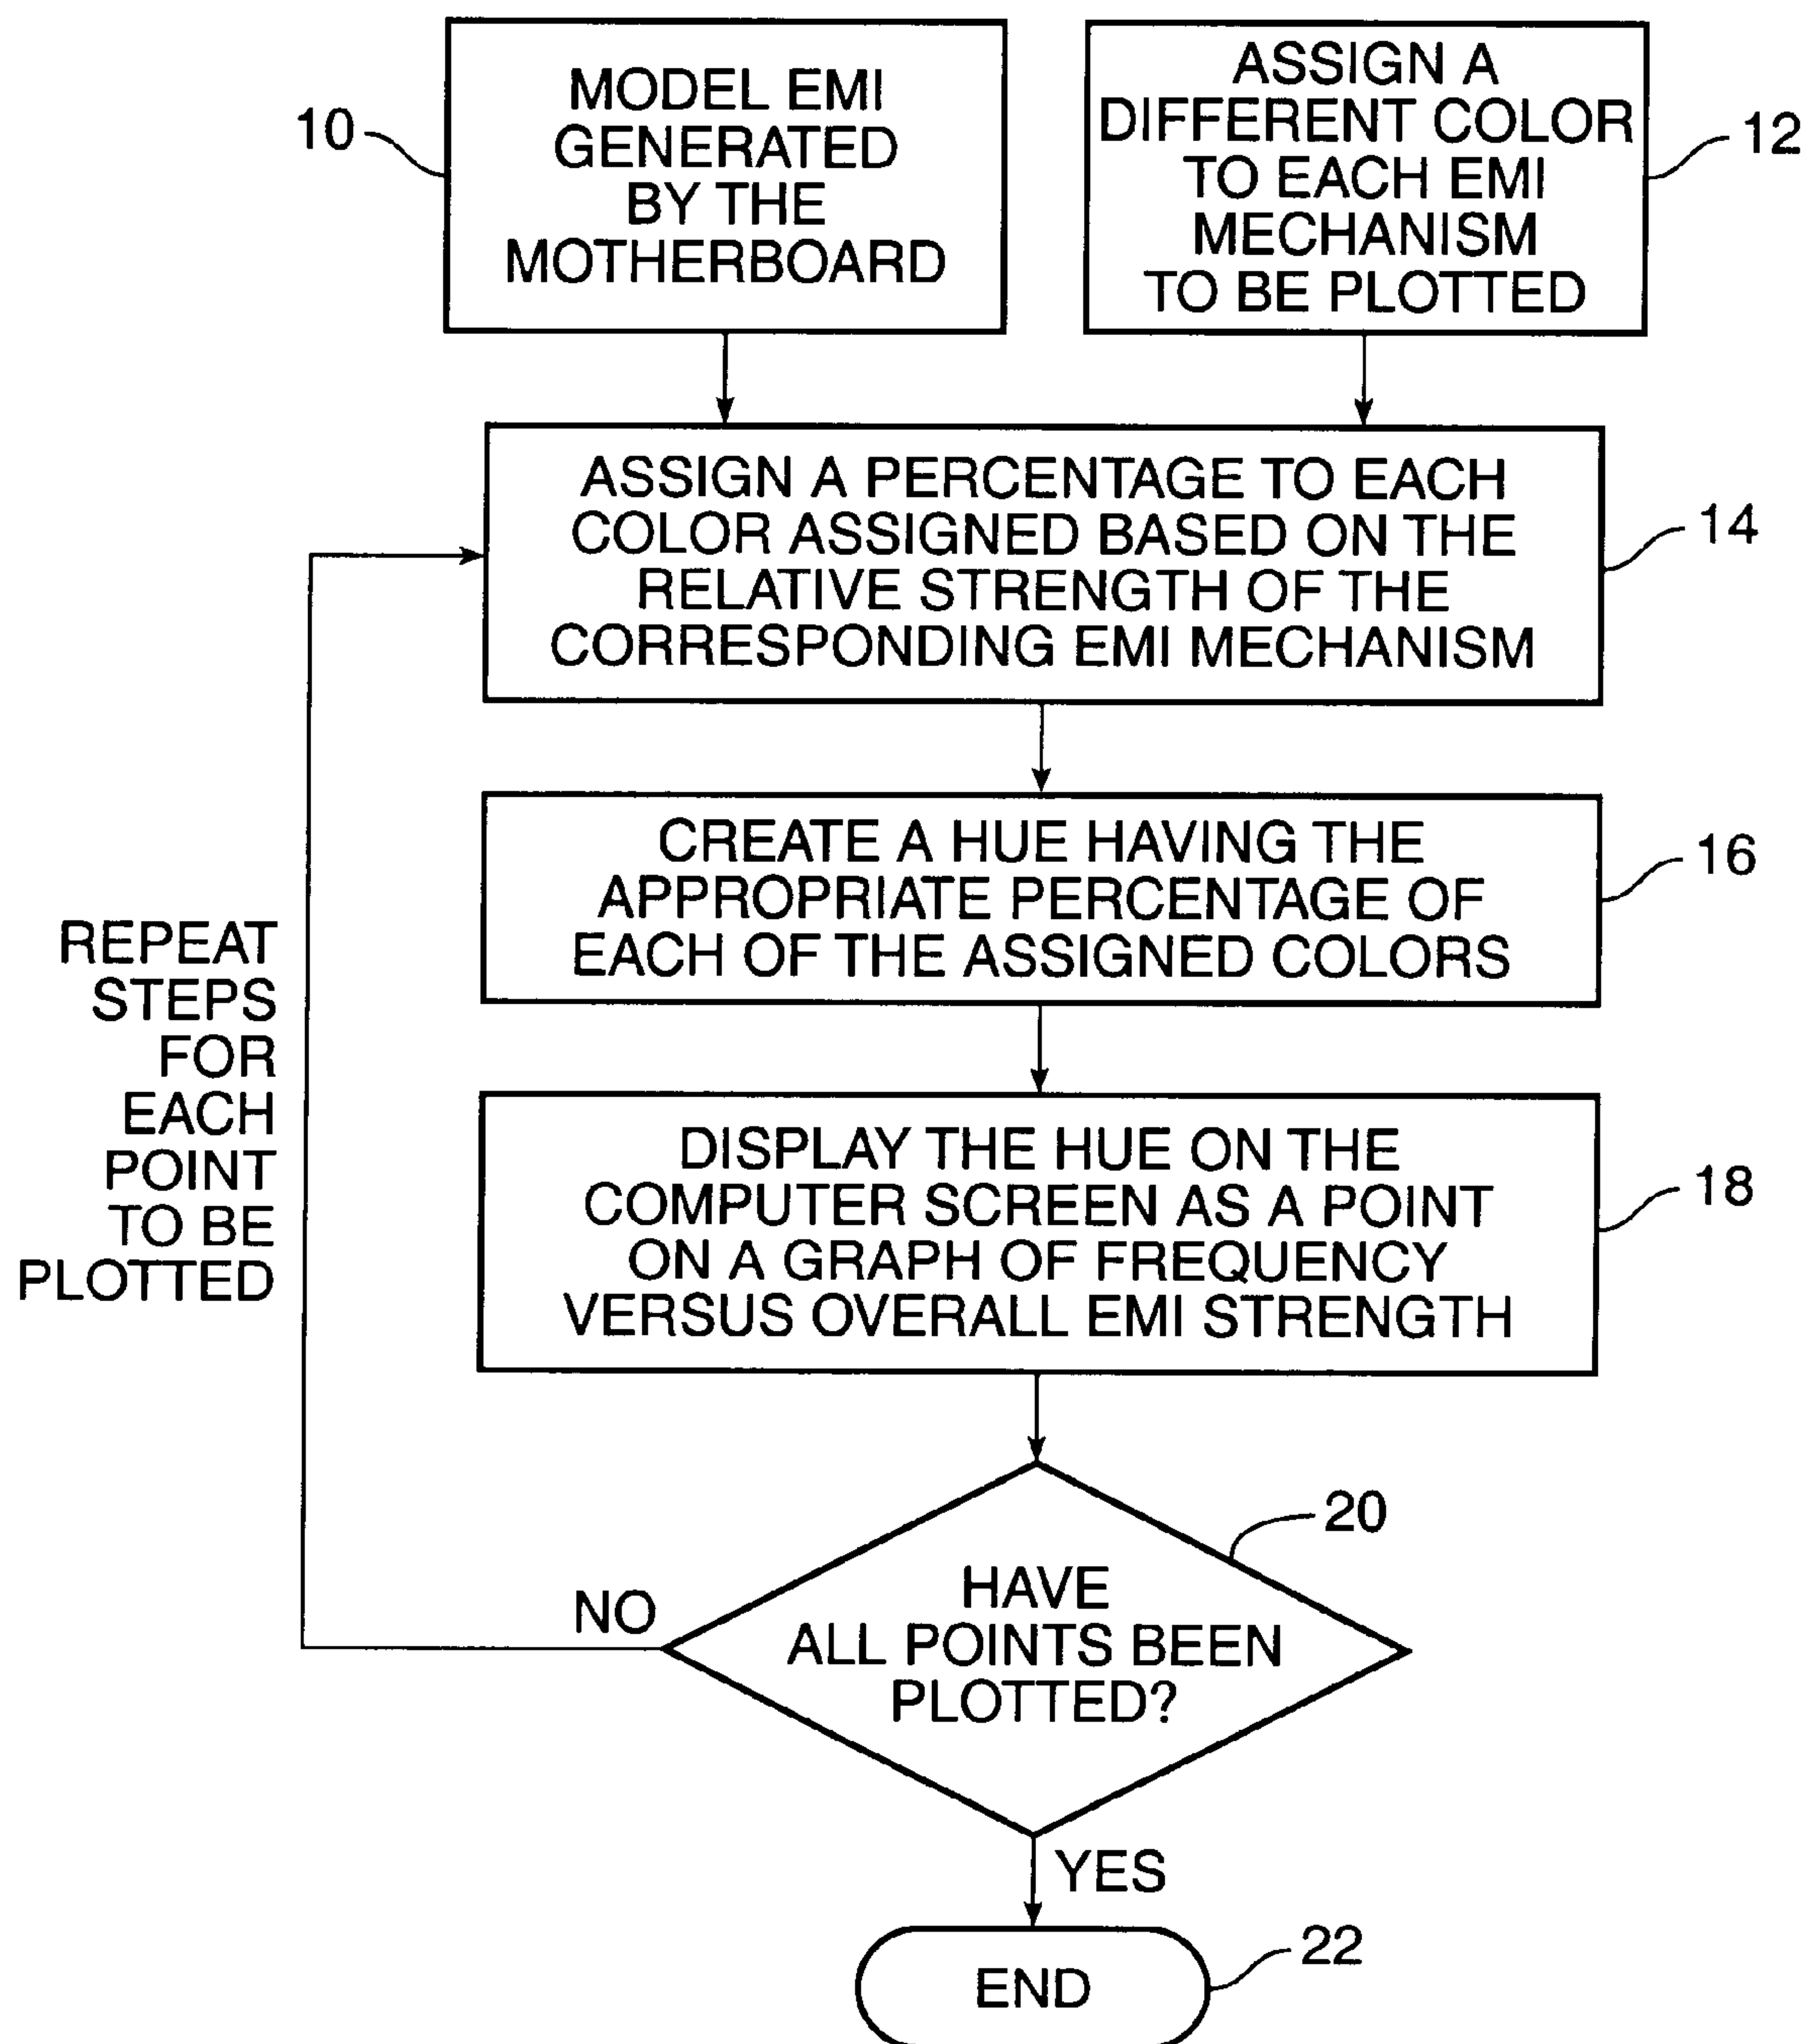 MODEL EMI
GENERATED
BY THE
MOTHERBOARD
10
ASSIGN A
DIFFERENT COLOR
TO EACH EMI
MECHANISM
TO BE PLOTTED
12
ASSIGN A PERCENTAGE TO EACH
COLOR ASSIGNED BASED ON THE
RELATIVE STRENGTH OF THE
CORRESPONDING EMI MECHANISM
14
CREATE A HUE HAVING THE
APPROPRIATE PERCENTAGE OF
EACH OF THE ASSIGNED COLORS
16
REPEAT
STEPS
FOR
EACH
POINT
TO BE
PLOTTED
DISPLAY THE HUE ON THE
COMPUTER SCREEN AS A POINT
ON A GRAPH OF FREQUENCY
VERSUS OVERALL EMI STRENGTH
18
HAVE
ALL POINTS BEEN
PLOTTED?
20
NO
YES
END
22